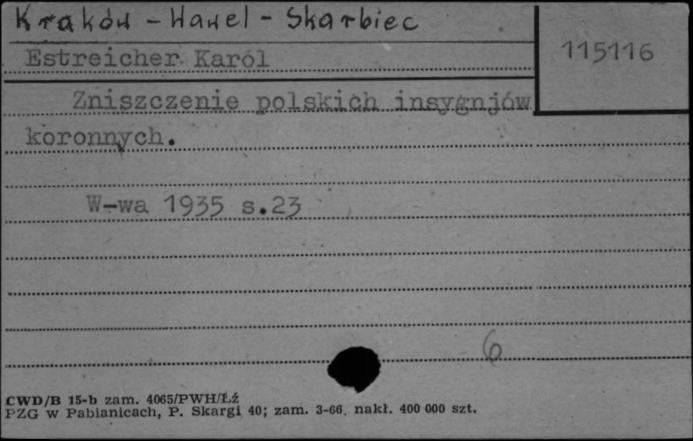 Kraków - Wawel - Skarbiec
Estreicher Karól
115116
Zniszczenie polskich insygnjów
koronnych.
W-wa 1935 s.23
6
CWD/B 15-b zam. 4065/PWH/Łź
PZG w Pabianicach, P. Skargi 40; zam. 3-66. nakł. 400 000 szt.